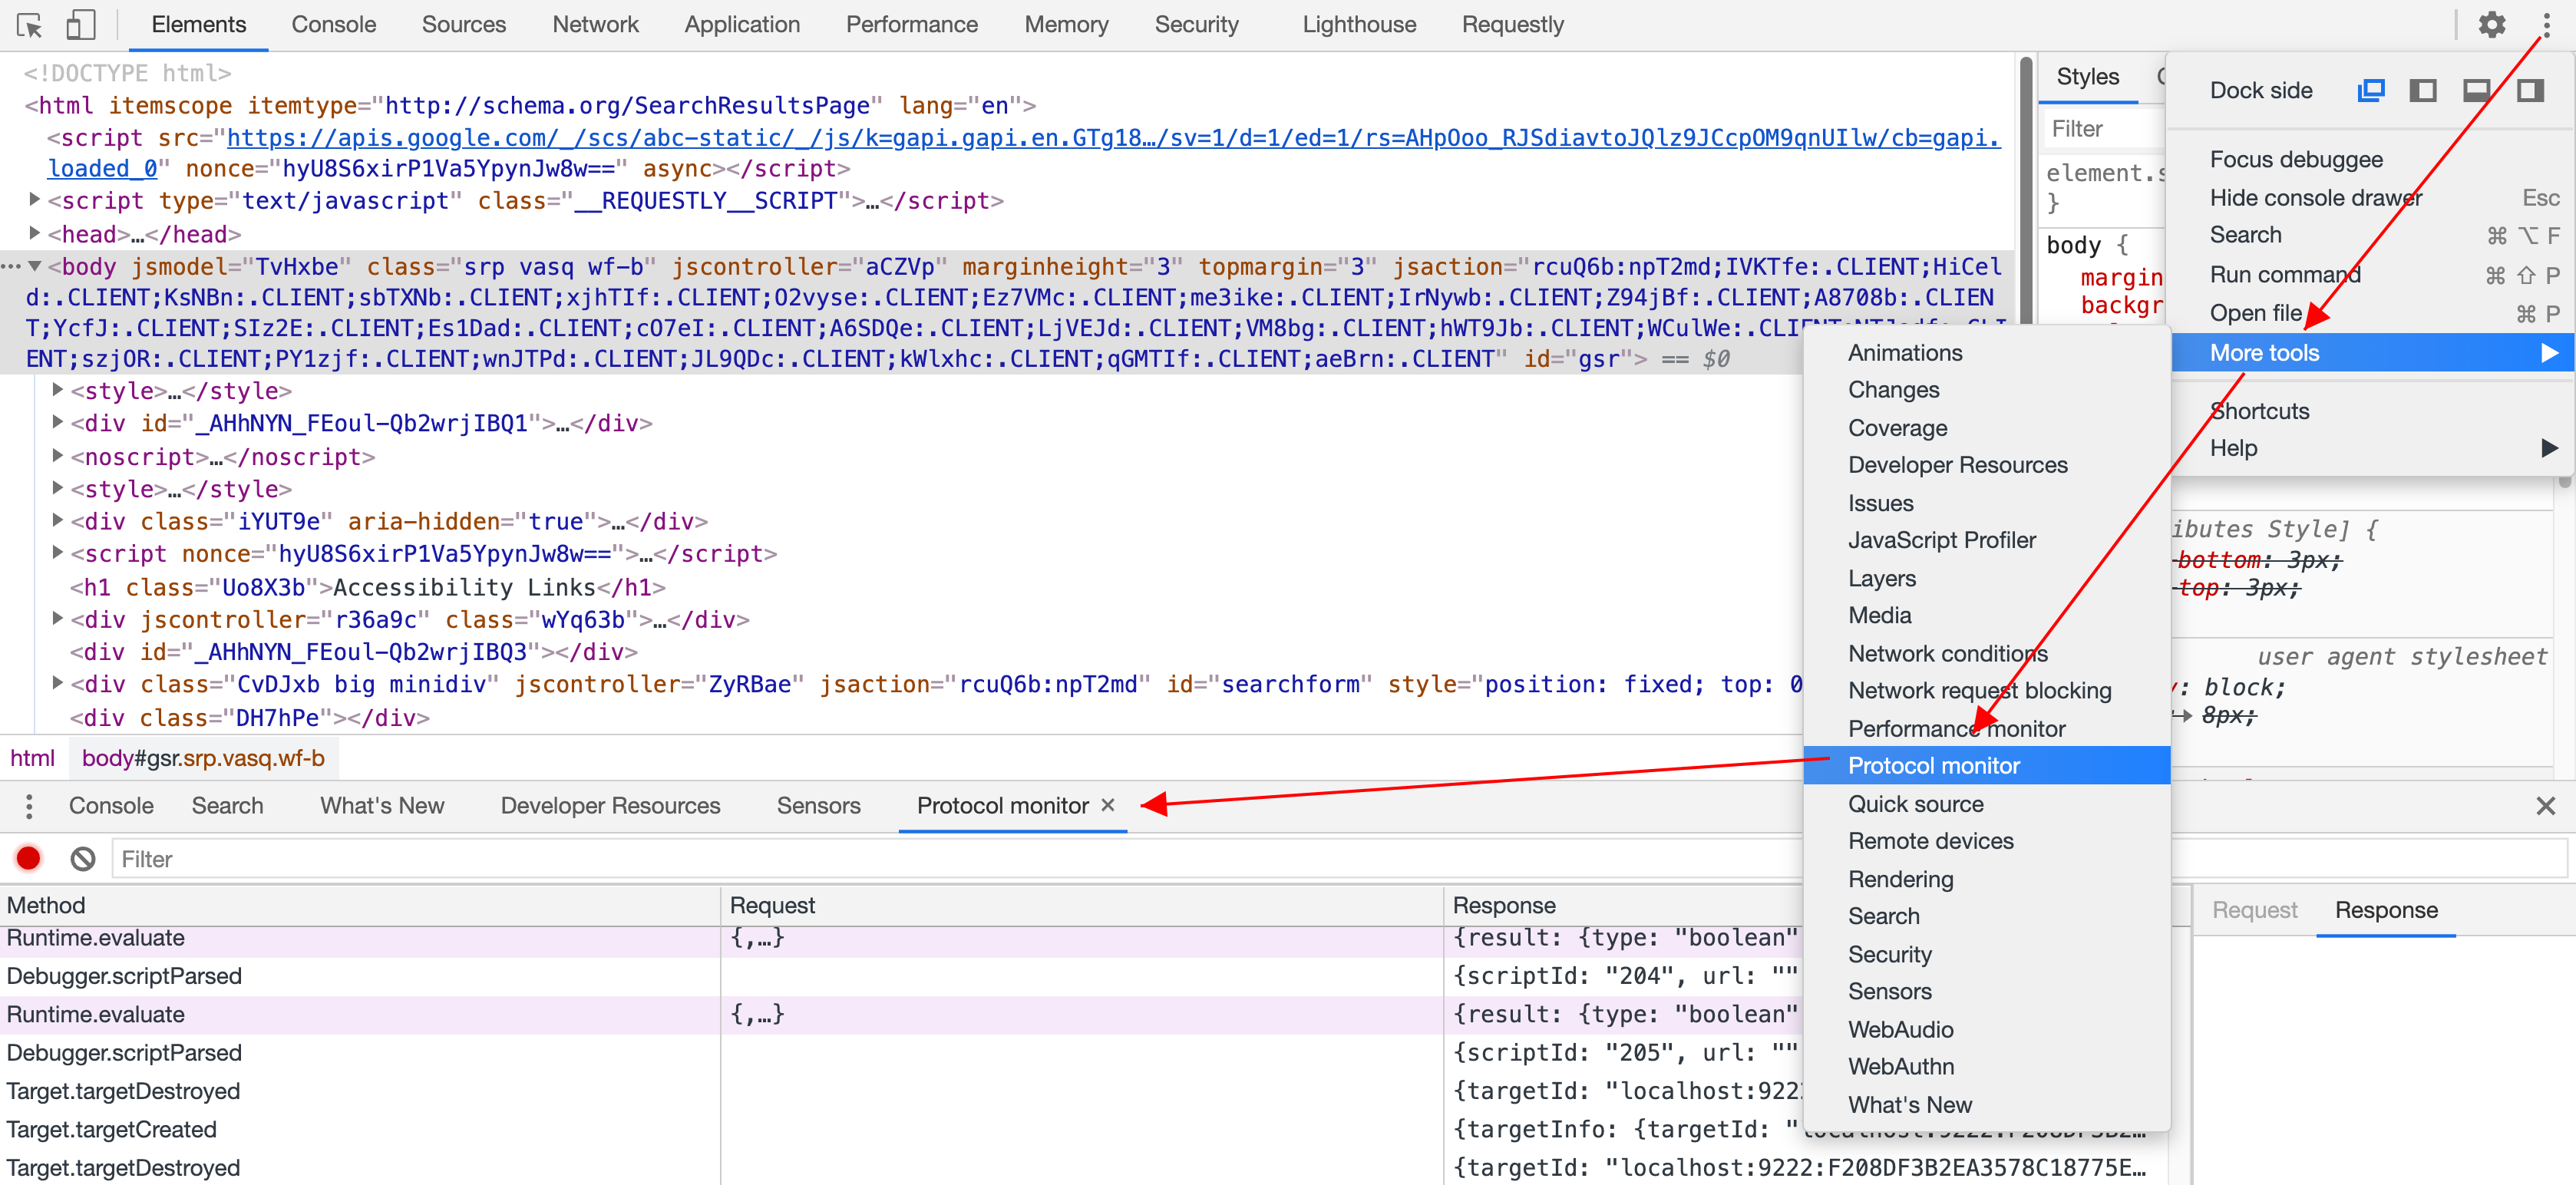 Elements Console Sources Network Application Performance Memory Security Lighthouse Requestly
<!DOCTYPE html>
<html itemscope itemtype="http://schema.org/SearchResultsPage" lang="en">
<script src="https://apis.google.com/_/scs/abc-static/_/js/k=gapi.gapi.en.GTg18…/sv=1/d=1/ed=1/rs=AHpOoo_RJSdiavtoJQlz9JCcpOM9qnUIlw/cb=gapi.
loaded_0" nonce="hyU8S6xirP1Va5YpynJw8w==" async></script>
<script type="text/javascript" class="__REQUESTLY__SCRIPT">…</script>
<head>…</head>
<body jsmodel="TvHxbe" class="srp vasq wf-b" jscontroller="aCZVp" marginheight="3" topmargin="3" jsaction="rcuQ6b:npT2md;IVKTfe:.CLIENT;HiCel
d:.CLIENT;KsNBn:.CLIENT;sbTXNb:.CLIENT;xjhTIf:.CLIENT;O2vyse:.CLIENT;Ez7VMc:.CLIENT;me3ike:.CLIENT;IrNywb:.CLIENT;Z94jBf:.CLIENT;A8708b:.CLIEN
T;YcfJ:.CLIENT;SIz2E:.CLIENT;Es1Dad:.CLIENT;cO7eI:.CLIENT;A6SDQe:.CLIENT;LjVEJd:.CLIENT;VM8bg:.CLIENT;hWT9Jb:.CLIENT;WCulWe:.CLIENT
ENT;szjOR:.CLIENT;PY1zjf:.CLIENT;wnJTPd:.CLIENT;JL9QDc:.CLIENT;kWlxhc:.CLIENT;qGMTIf:.CLIENT;aeBrn:.CLIENT" id="gsr"> == $0
<style>…</style>
<div id="_AHhNYN_FEoul-Qb2wrjIBQ1">…</div>
<noscript>…</noscript>
<style>…</style>
<div class="iYUT9e" aria-hidden="true">…</div>
<script nonce="hyU8S6xirP1Va5YpynJw8w==">…</script>
<h1 class="Uo8X3b">Accessibility Links</h1>
<div jscontroller="r36a9c" class="wYq63b">…</div>
<div id="_AHhNYN_FEoul-Qb2wrjIBQ3"></div>
<div class="CvDJxb big minidiv" jscontroller="ZyRBae" jsaction="rcuQ6b:npT2md" id="searchform" style="position: fixed; top: 0
<div class="DH7hPe"></div>
html body#gsr.srp.vasq.wf-b
Styles
Filter
element.s
}
body {
margin
backgr
ibutes Style] {
bottom: 3px;
top: 3px;
user agent stylesheet
: block;
8px;
Dock side
Focus debuggee
Hide console drawer Esc
Search ⌘ ⌥ F
Run command ⌘ ⇧ P
Open file ⌘ P
More tools
Shortcuts
Help
Animations
Changes
Coverage
Developer Resources
Issues
JavaScript Profiler
Layers
Media
Network conditions
Network request blocking
Performance monitor
Protocol monitor
Quick source
Remote devices
Rendering
Search
Security
Sensors
WebAudio
WebAuthn
What's New
Console Search What's New Developer Resources Sensors Protocol monitor
Filter
Method Request Response
Runtime.evaluate {,…} {result: {type: "boolean"
Debugger.scriptParsed {scriptId: "204", url: ""
Runtime.evaluate {,…} {result: {type: "boolean"
Debugger.scriptParsed {scriptId: "205", url: ""
Target.targetDestroyed {targetId: "localhost:922
Target.targetCreated {targetInfo: {targetId: "
Target.targetDestroyed {targetId: "localhost:9222:F208DF3B2EA3578C18775E…
Request Response